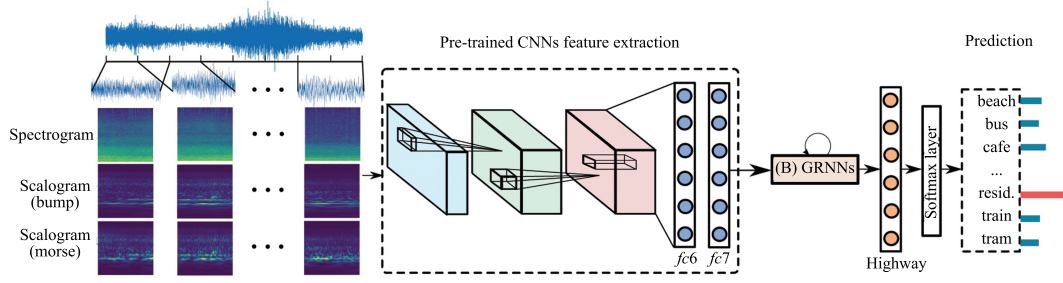 Pre-trained CNNs feature extraction
Prediction
Spectrogram
Scalogram
(bump)
Scalogram
(morse)
fc6
fc7
(B) GRNNs
Highway
Softmax layer
beach
bus
cafe
...
resid.
train
tram